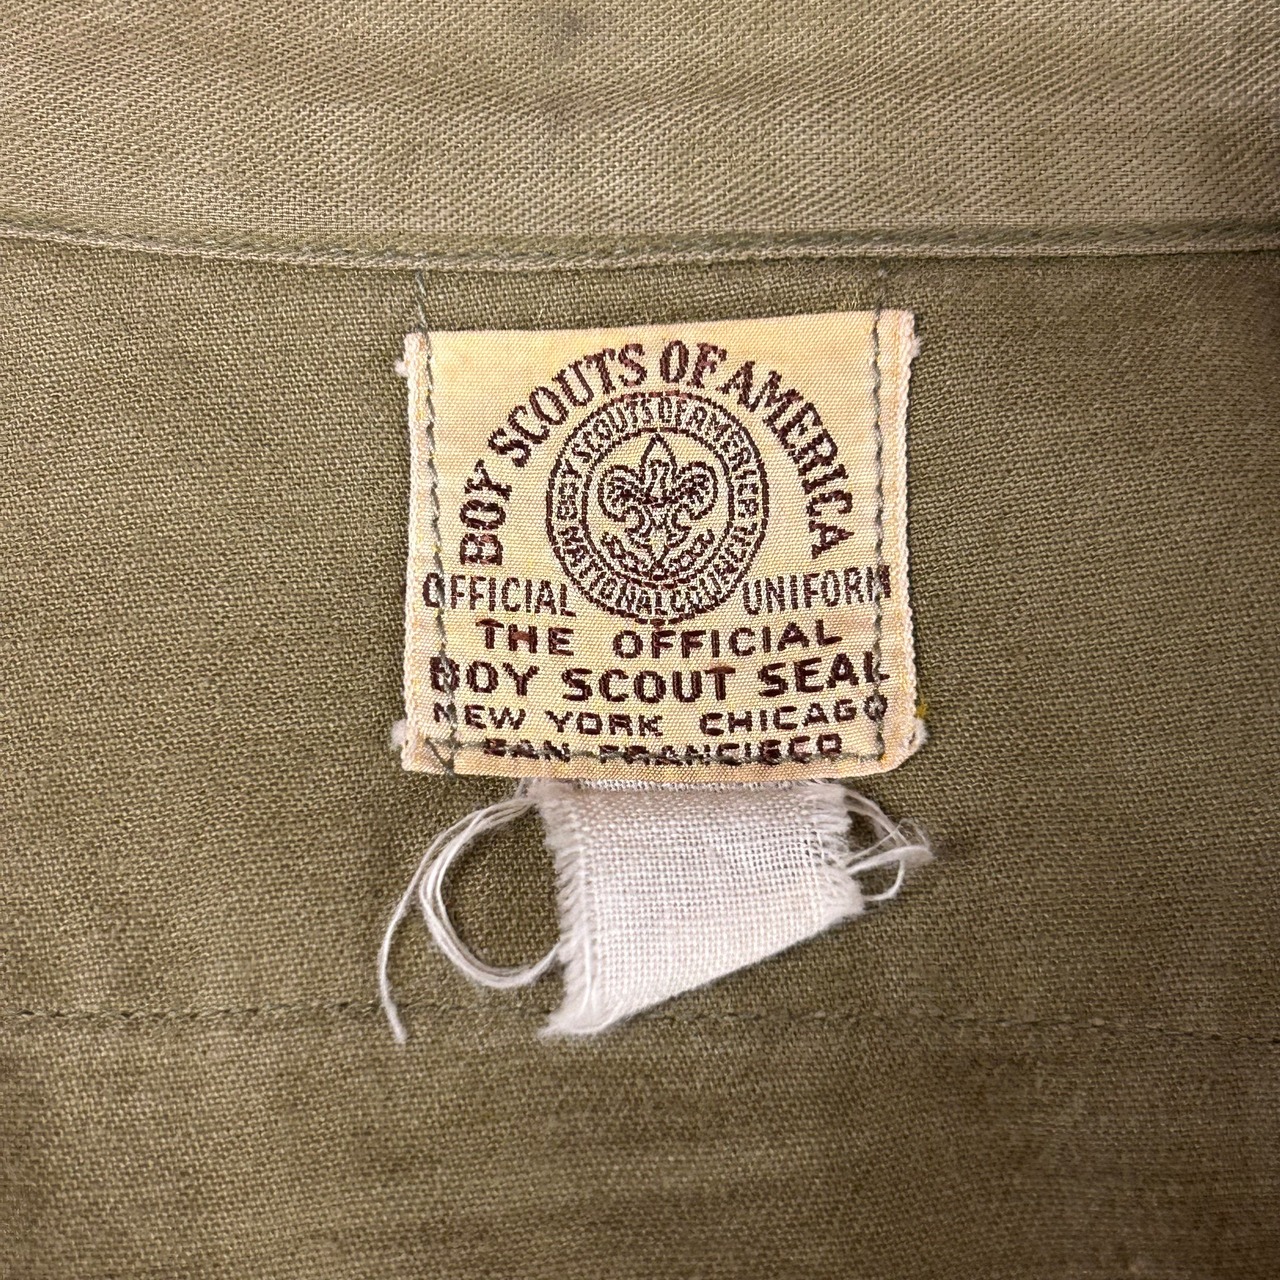 BOY SCOUTS OF AMERICA
BOY SCOUTS OF AMERICA
NATIONAL COUNCIL
OFFICIAL UNIFORM
THE OFFICIAL
BOY SCOUT SEAL
NEW YORK CHICAGO
SAN FRANCISCO